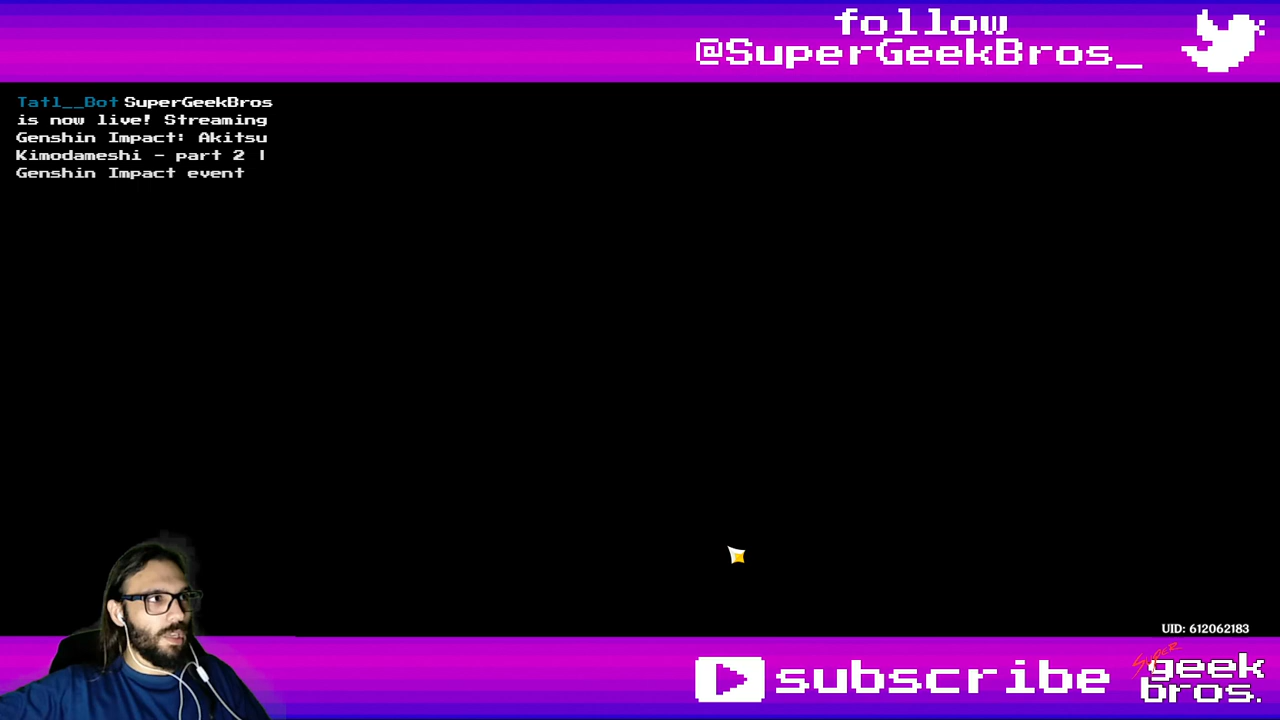 follow
@SuperGeekBros_
Tatl__Bot SuperGeekBros
is now live! Streaming
Genshin Impact: Akitsu
Kimodameshi - part 2 |
Genshin Impact event
UID: 612062183
subscribe
super
geek
bros.